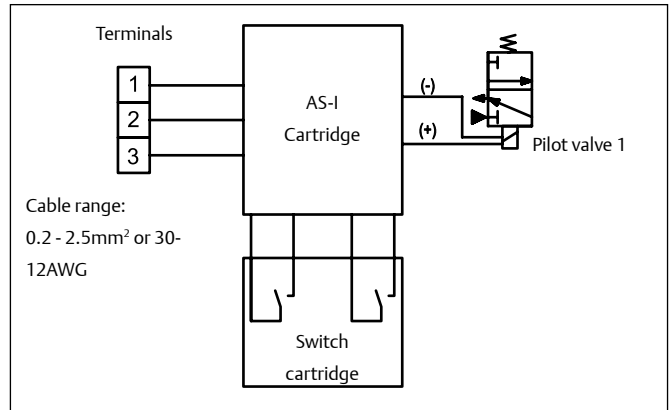 Terminals
1
2
3
AS-I
Cartridge
(-)
(+)
Pilot valve 1
Cable range:
0.2 - 2.5mm² or 30-
12AWG
Switch
cartridge